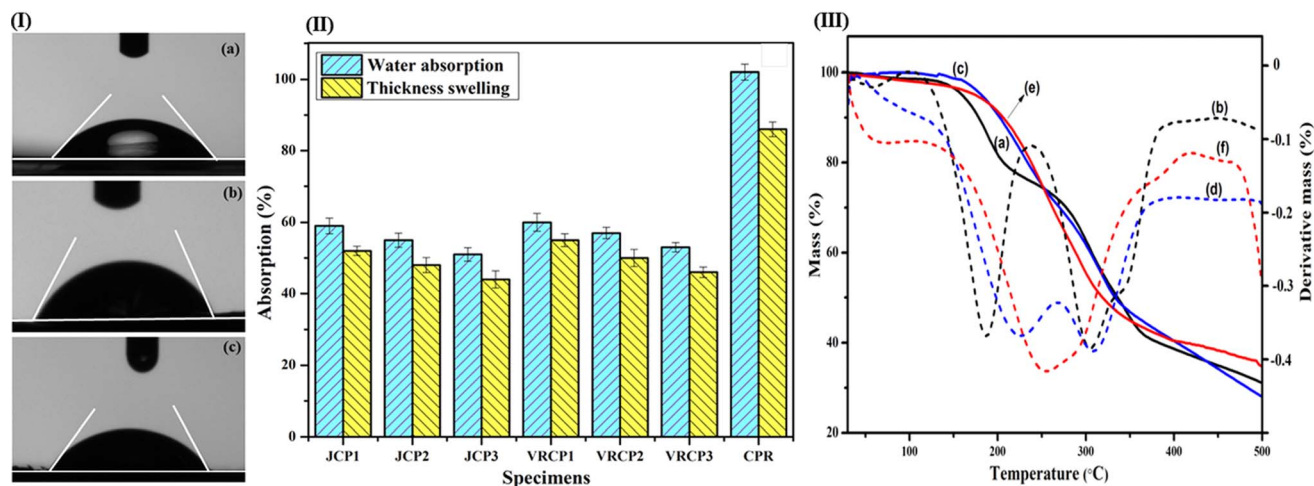 (I)
(a)
(b)
(c)
(II)
Water absorption
Thickness swelling
Absorption (%)
100
80
60
40
20
0
JCP1 JCP2 JCP3 VRCP1 VRCP2 VRCP3 CPR
Specimens
(III)
(c)
(e)
(a)
(b)
(f)
(d)
Mass (%)
100
80
60
40
20
Derivative mass (%)
0
-0.1
-0.2
-0.3
-0.4
100 200 300 400 500
Temperature (°C)